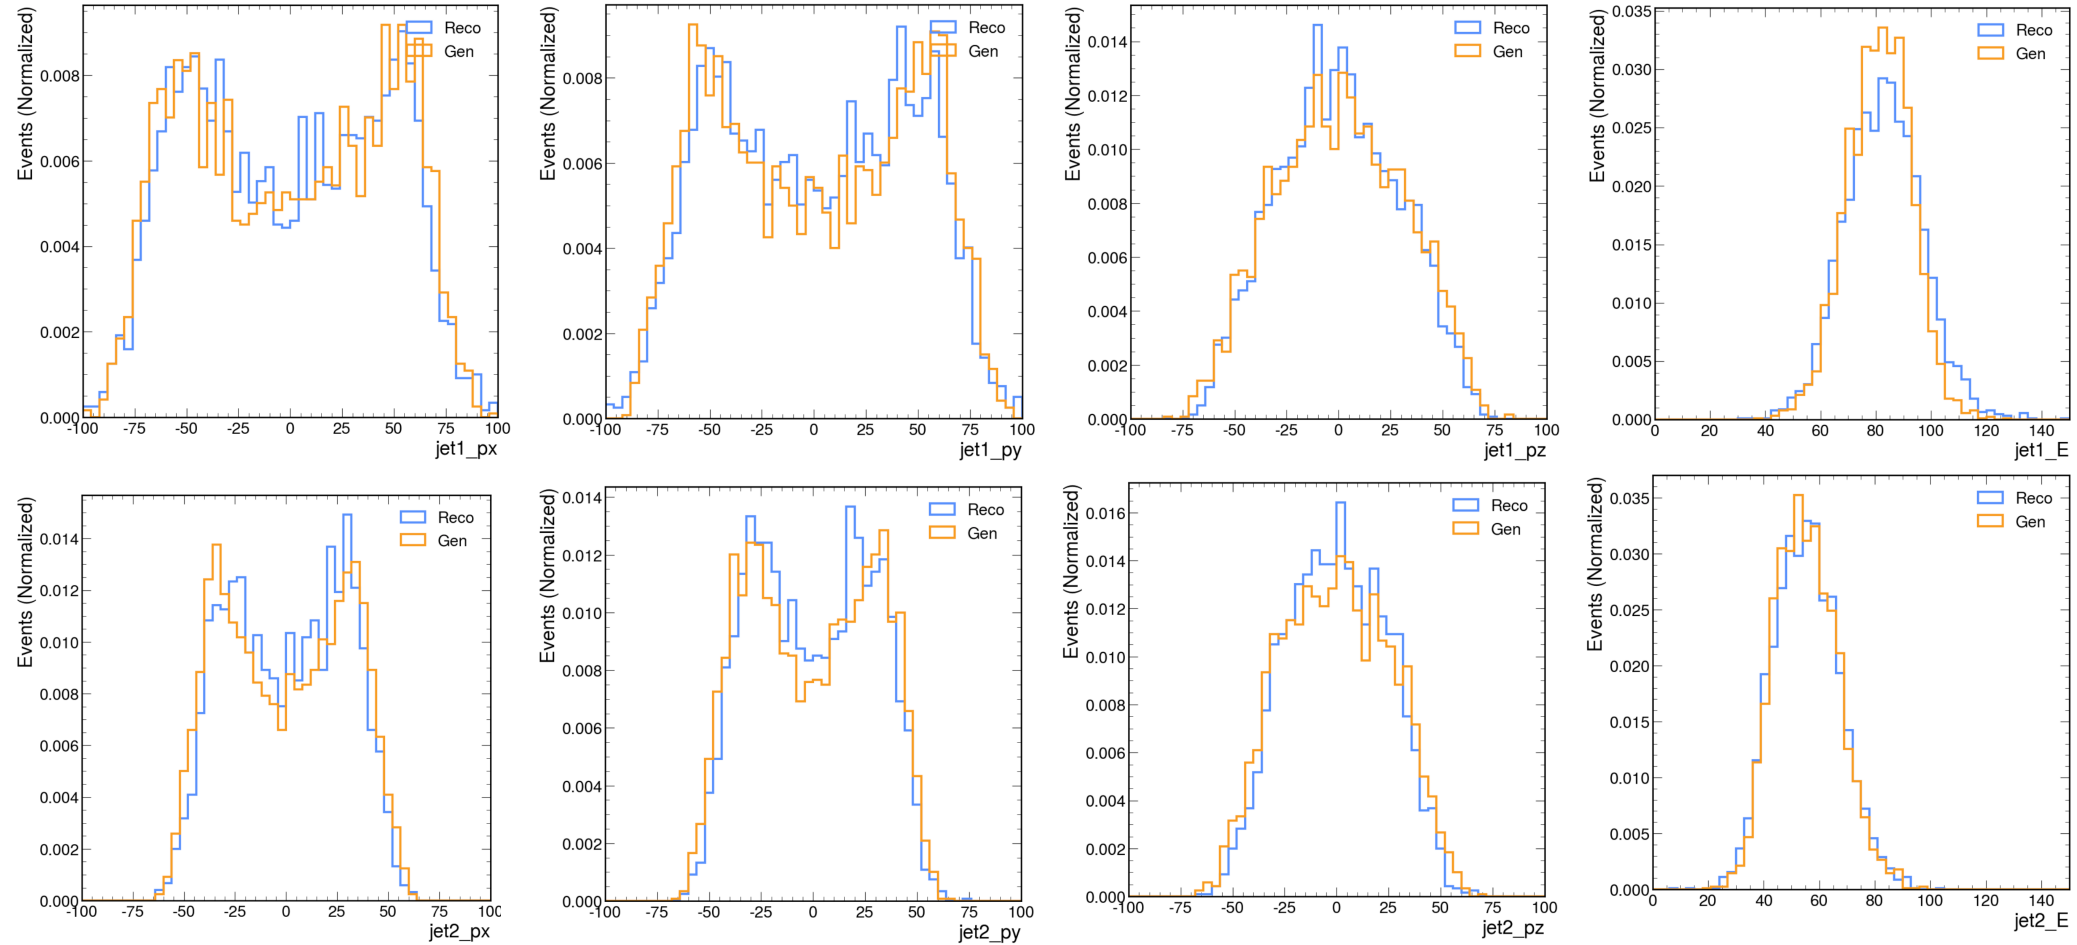 Events (Normalized)
0.008
0.006
0.004
0.002
0.000
-100 -75 -50 -25 0 25 50 75 100
jet1_px
Reco
Gen
Events (Normalized)
0.008
0.006
0.004
0.002
0.000
-100 -75 -50 -25 0 25 50 75 100
jet1_py
Reco
Gen
Events (Normalized)
0.014
0.012
0.010
0.008
0.006
0.004
0.002
0.000
-100 -75 -50 -25 0 25 50 75 100
jet1_pz
Reco
Gen
Events (Normalized)
0.035
0.030
0.025
0.020
0.015
0.010
0.005
0.000
0 20 40 60 80 100 120 140
jet1_E
Reco
Gen
Events (Normalized)
0.014
0.012
0.010
0.008
0.006
0.004
0.002
0.000
-100 -75 -50 -25 0 25 50 75 100
jet2_px
Reco
Gen
Events (Normalized)
0.014
0.012
0.010
0.008
0.006
0.004
0.002
0.000
-100 -75 -50 -25 0 25 50 75 100
jet2_py
Reco
Gen
Events (Normalized)
0.016
0.014
0.012
0.010
0.008
0.006
0.004
0.002
0.000
-100 -75 -50 -25 0 25 50 75 100
jet2_pz
Reco
Gen
Events (Normalized)
0.035
0.030
0.025
0.020
0.015
0.010
0.005
0.000
0 20 40 60 80 100 120 140
jet2_E
Reco
Gen